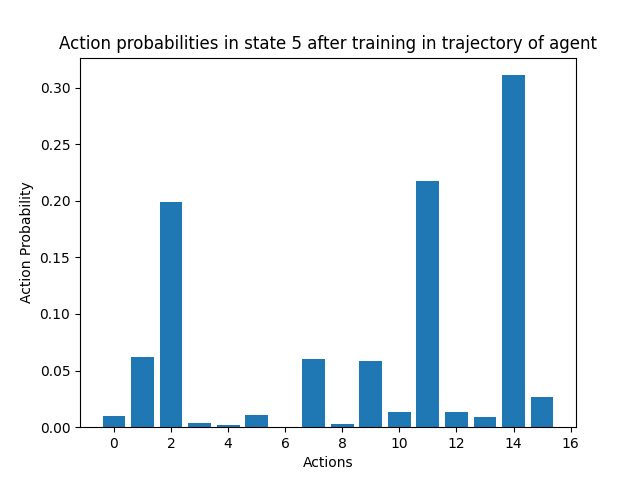 Action probabilities in state 5 after training in trajectory of agent
0.30
0.25
0.20
0.15
0.10
0.05
0.00
Action Probability
0 2 4 6 8 10 12 14 16
Actions